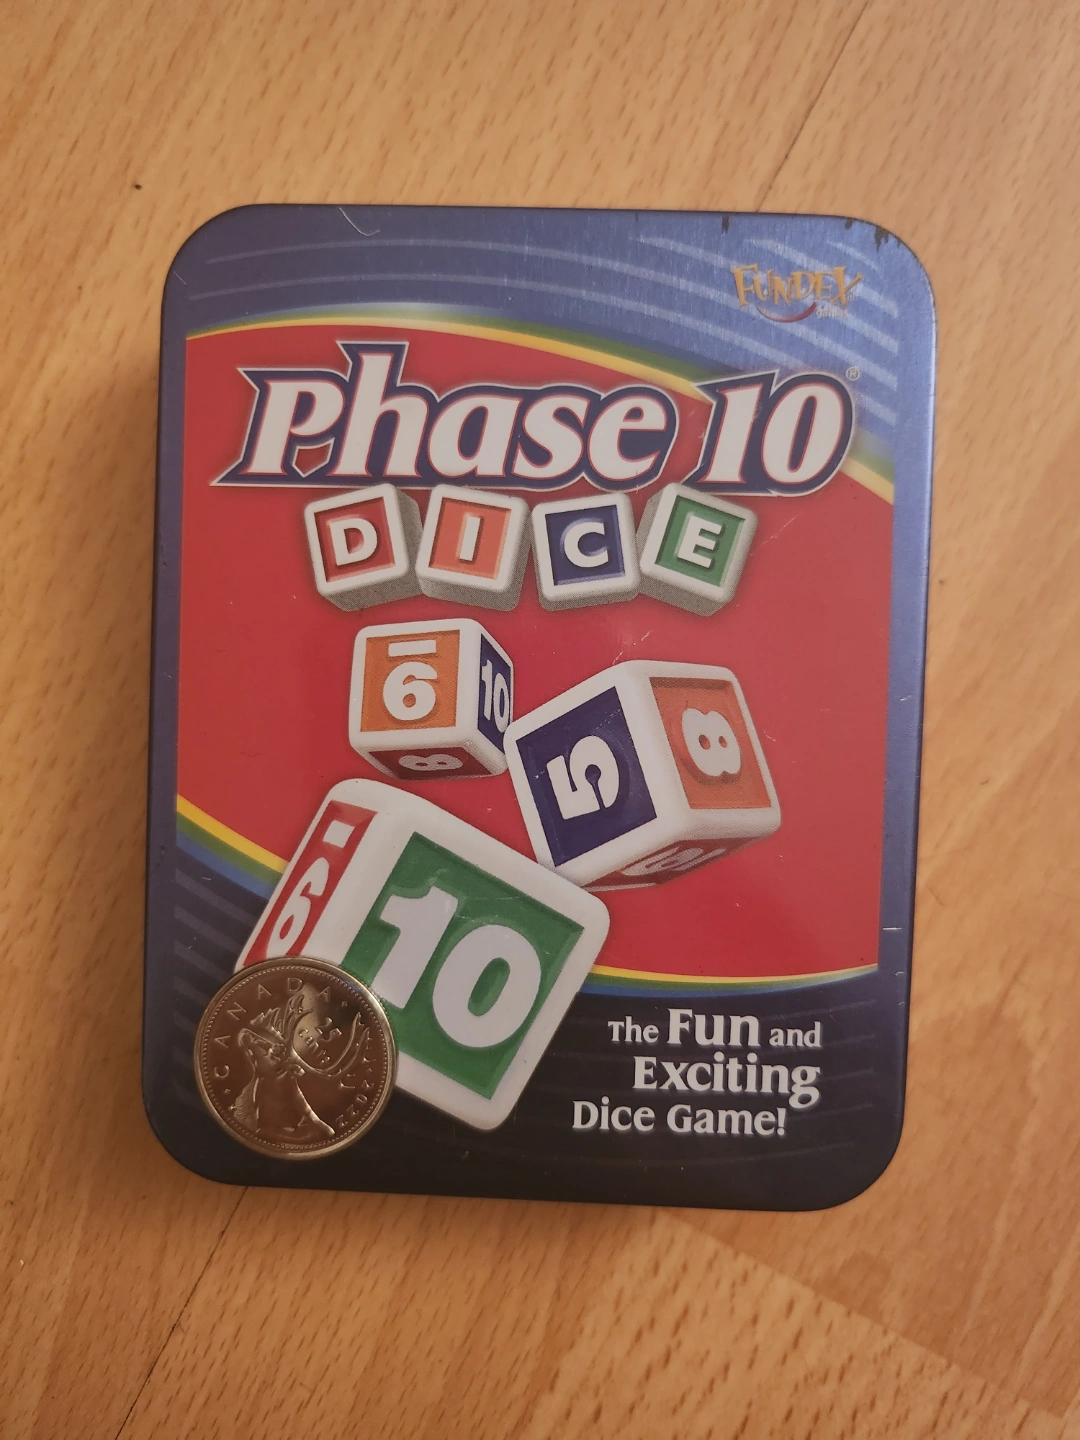 FUNDEX
games
Phase 10®
DICE
6
10
8
5
8
6
10
CANADA
25
cents
2022
The Fun and
Exciting
Dice Game!